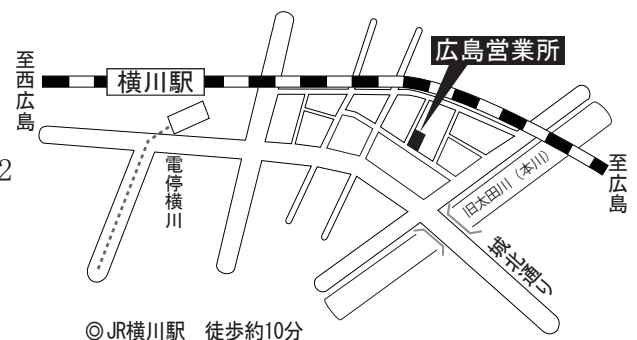 広島営業所
至西広島
横川駅
2
電停横川
旧太田川（本川）
至広島
城北通り
◎JR横川駅　徒歩約10分